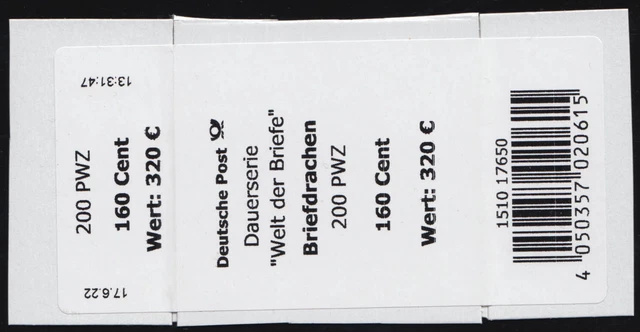 13:31:47
17.6.22
200 PWZ
160 Cent
Wert: 320 €
Deutsche Post
Dauerserie
"Welt der Briefe"
Briefdrachen
200 PWZ
160 Cent
Wert: 320 €
1510 17650
4 050357 020615